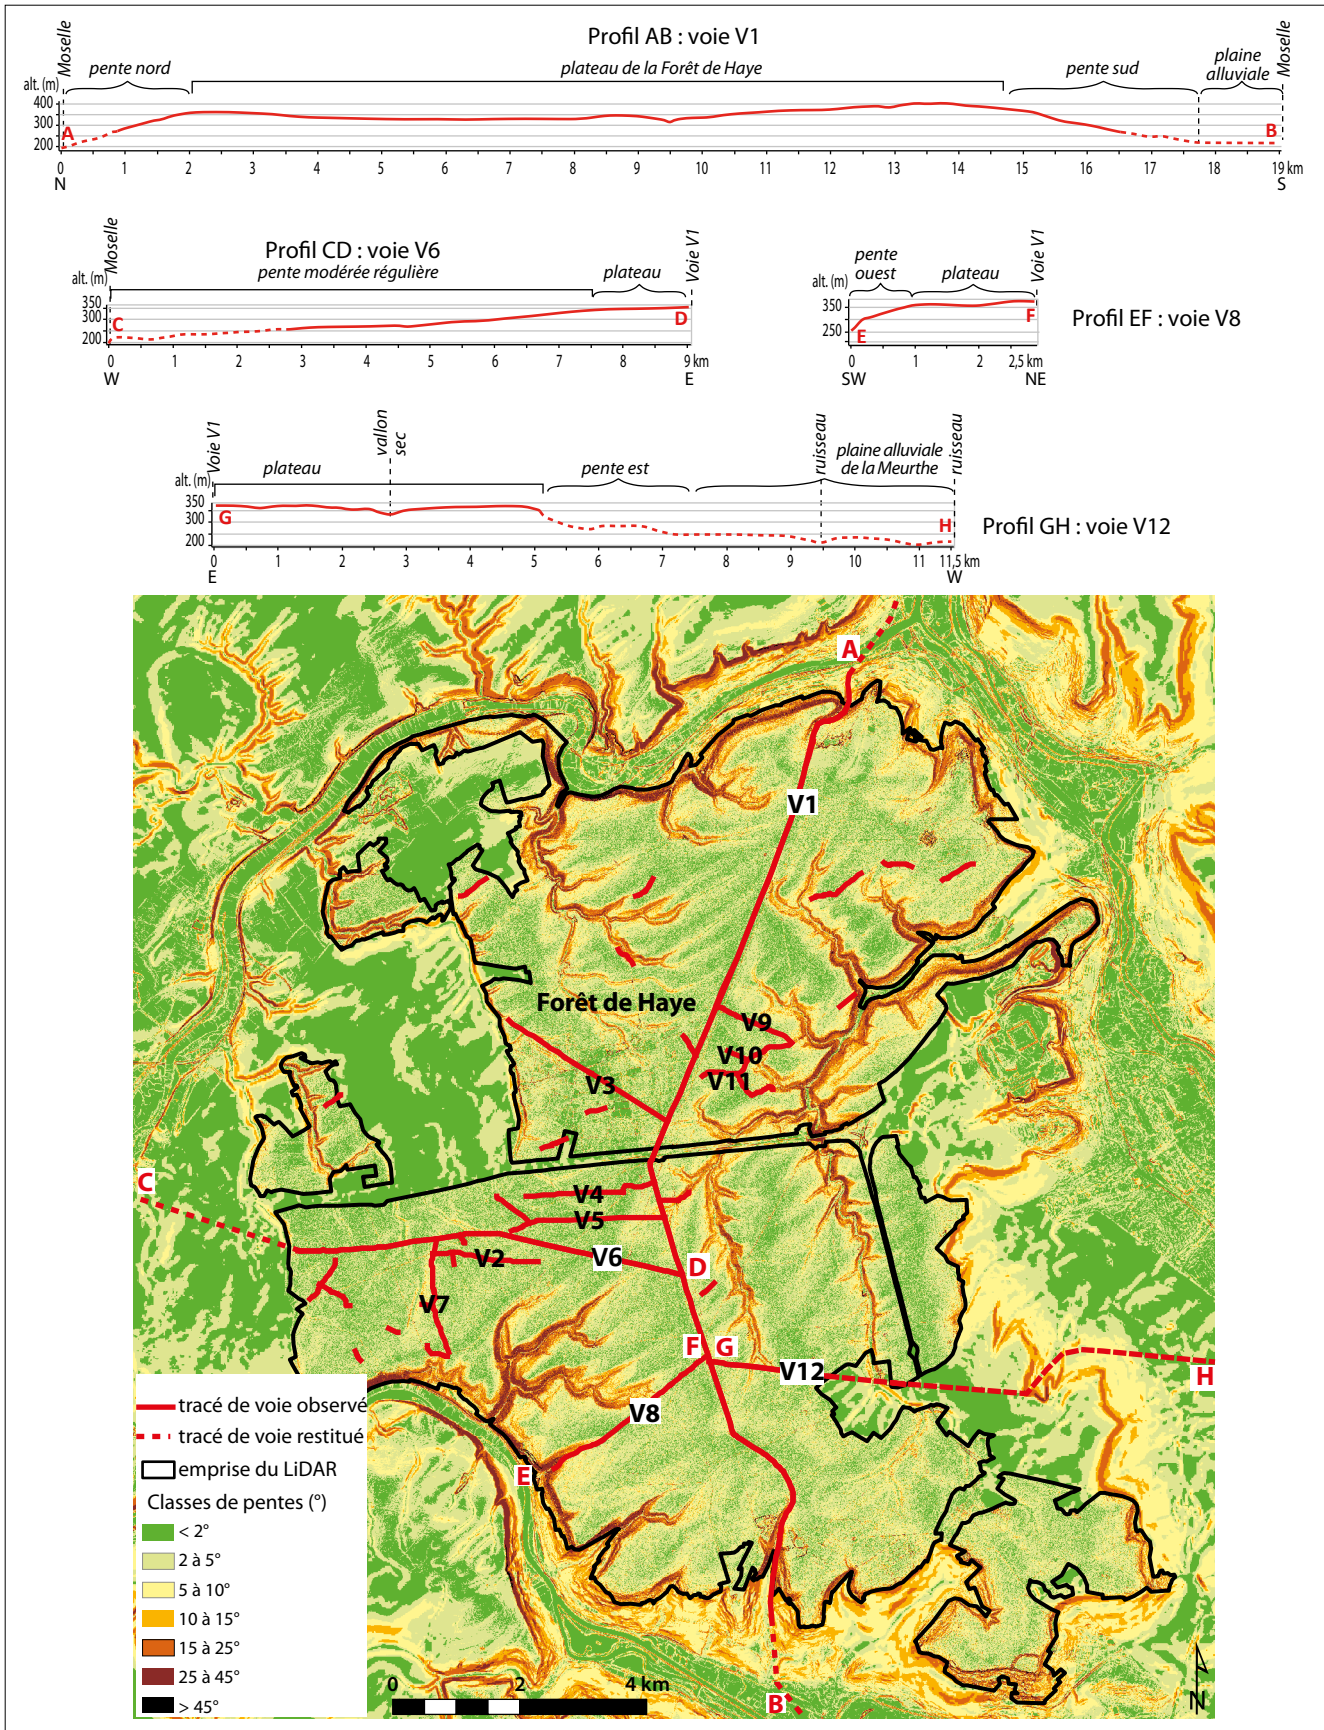 Profil AB : voie V1
Moselle
pente nord
plateau de la Forêt de Haye
pente sud
plaine
alluviale
Moselle
alt. (m)
400
300
200
A
B
0 1 2 3 4 5 6 7 8 9 10 11 12 13 14 15 16 17 18 19 km
N
S
Profil CD : voie V6
Moselle
pente modérée régulière
plateau
Voie V1
alt. (m)
350
300
200
C
D
0 1 2 3 4 5 6 7 8 9 km
W
E
pente
ouest
plateau
Voie V1
alt. (m)
350
250
E
F
0 1 2 2,5 km
SW
NE
Profil EF : voie V8
Voie V1
plateau
vallon
sec
pente est
ruisseau
plaine alluviale
de la Meurthe
ruisseau
alt. (m)
350
300
200
G
H
0 1 2 3 4 5 6 7 8 9 10 11 11,5 km
E
W
Profil GH : voie V12
A
V1
Forêt de Haye
V9
V10
V11
V3
C
V4
V5
V2
V6
D
V7
F
G
V12
H
V8
E
B
tracé de voie observé
tracé de voie restitué
emprise du LiDAR
Classes de pentes (°)
< 2°
2 à 5°
5 à 10°
10 à 15°
15 à 25°
25 à 45°
> 45°
0 2 4 km
N